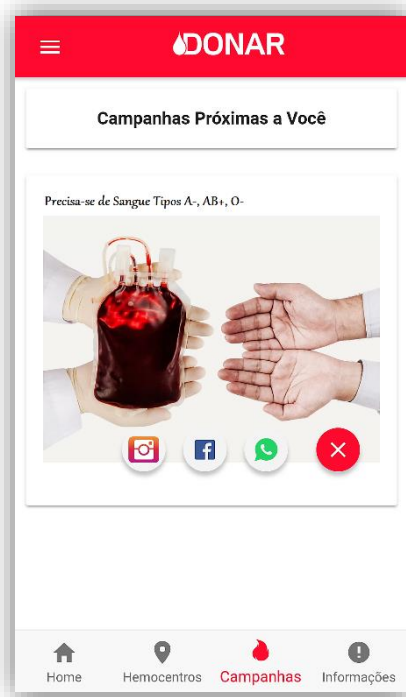 DONAR
Campanhas Próximas a Você
Precisa-se de Sangue Tipos A-, AB+, O-
Home
Hemocentros
Campanhas
Informações